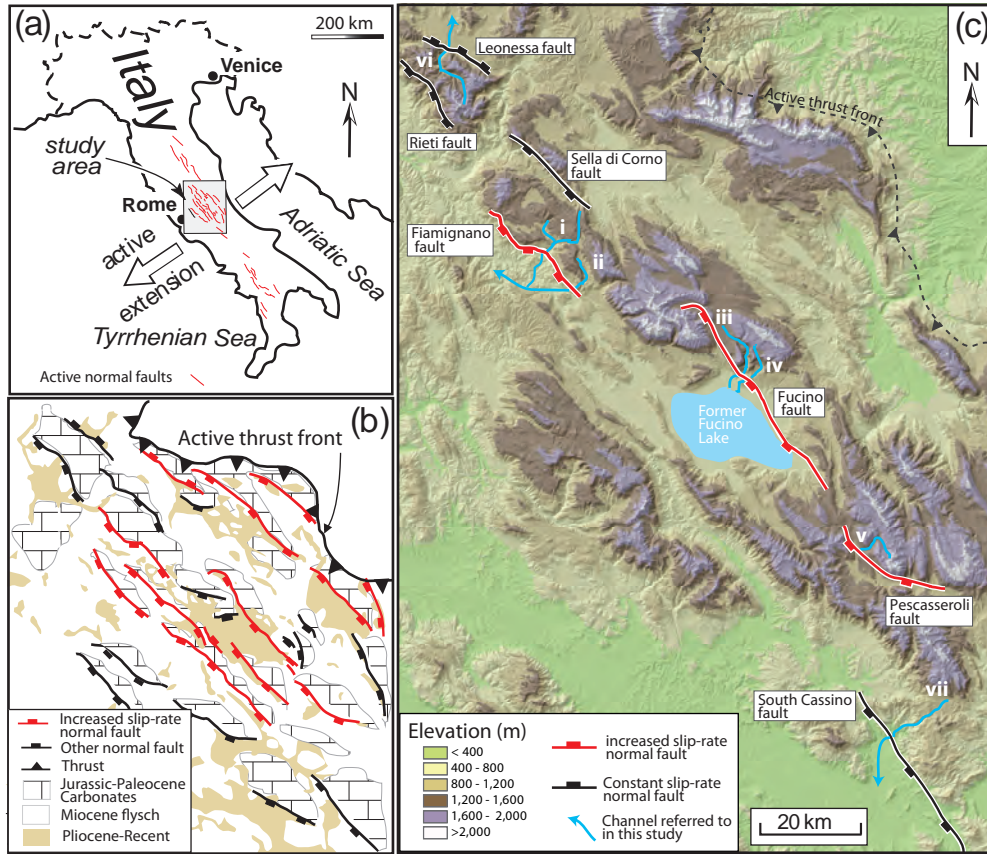 (a)
200 km
Italy
Venice
N
study
area
Rome
active
extension
Adriatic Sea
Tyrrhenian Sea
Active normal faults
(b)
Active thrust front
Increased slip-rate
normal fault
Other normal fault
Thrust
Jurassic-Paleocene
Carbonates
Miocene flysch
Pliocene-Recent
(c)
N
Leonessa fault
vi
Active thrust front
Rieti fault
Sella di Corno
fault
Fiamignano
fault
i
ii
iii
iv
Fucino
fault
Former
Fucino
Lake
v
Pescasseroli
fault
vii
South Cassino
fault
Elevation (m)
< 400
400 - 800
800 - 1,200
1,200 - 1,600
1,600 - 2,000
>2,000
increased slip-rate
normal fault
Constant slip-rate
normal fault
Channel referred to
in this study
20 km